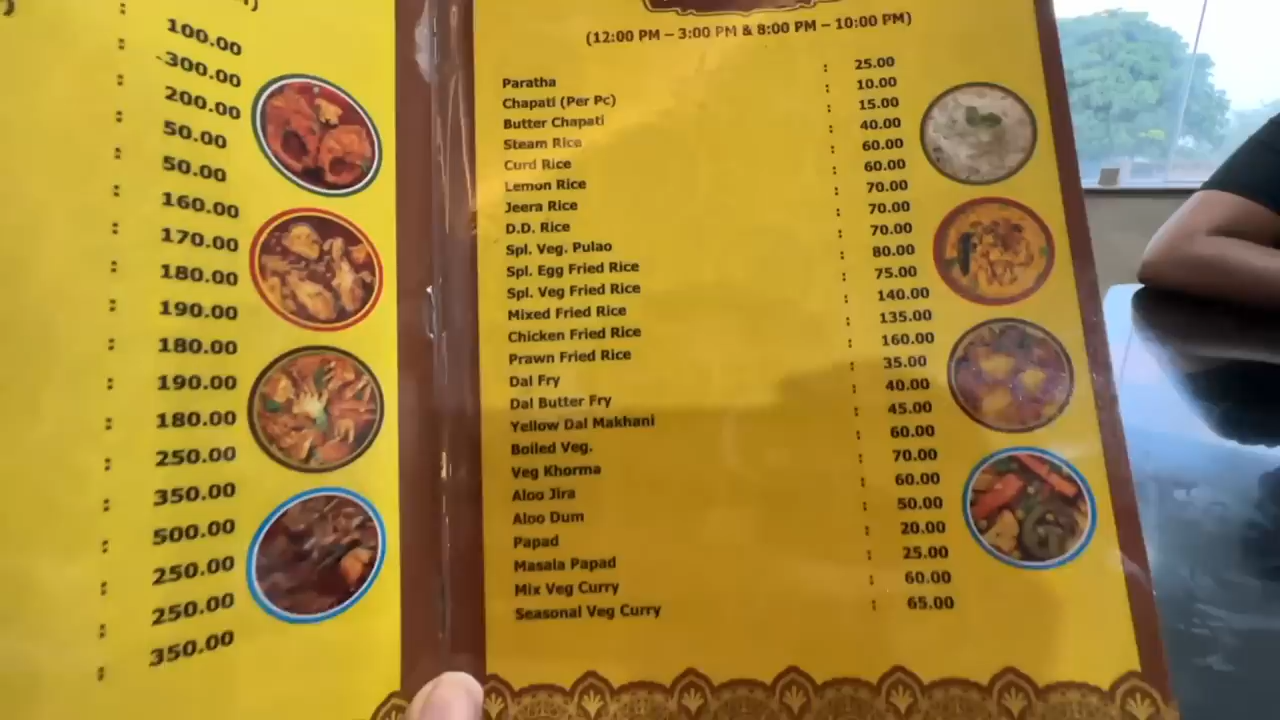 : 100.00
: 300.00
: 200.00
: 50.00
: 50.00
: 160.00
: 170.00
: 180.00
: 190.00
: 180.00
: 190.00
: 180.00
: 250.00
: 350.00
: 500.00
: 250.00
: 250.00
: 350.00
(12:00 PM – 3:00 PM & 8:00 PM – 10:00 PM)
Paratha : 25.00
Chapati (Per Pc) : 10.00
Butter Chapati : 15.00
Steam Rice : 40.00
Curd Rice : 60.00
Lemon Rice : 60.00
Jeera Rice : 70.00
D.D. Rice : 70.00
Spl. Veg. Pulao : 70.00
Spl. Egg Fried Rice : 80.00
Spl. Veg Fried Rice : 75.00
Mixed Fried Rice : 140.00
Chicken Fried Rice : 135.00
Prawn Fried Rice : 160.00
Dal Fry : 35.00
Dal Butter Fry : 40.00
Yellow Dal Makhani : 45.00
Boiled Veg. : 60.00
Veg Khorma : 70.00
Aloo Jira : 60.00
Aloo Dum : 50.00
Papad : 20.00
Masala Papad : 25.00
Mix Veg Curry : 60.00
Seasonal Veg Curry : 65.00